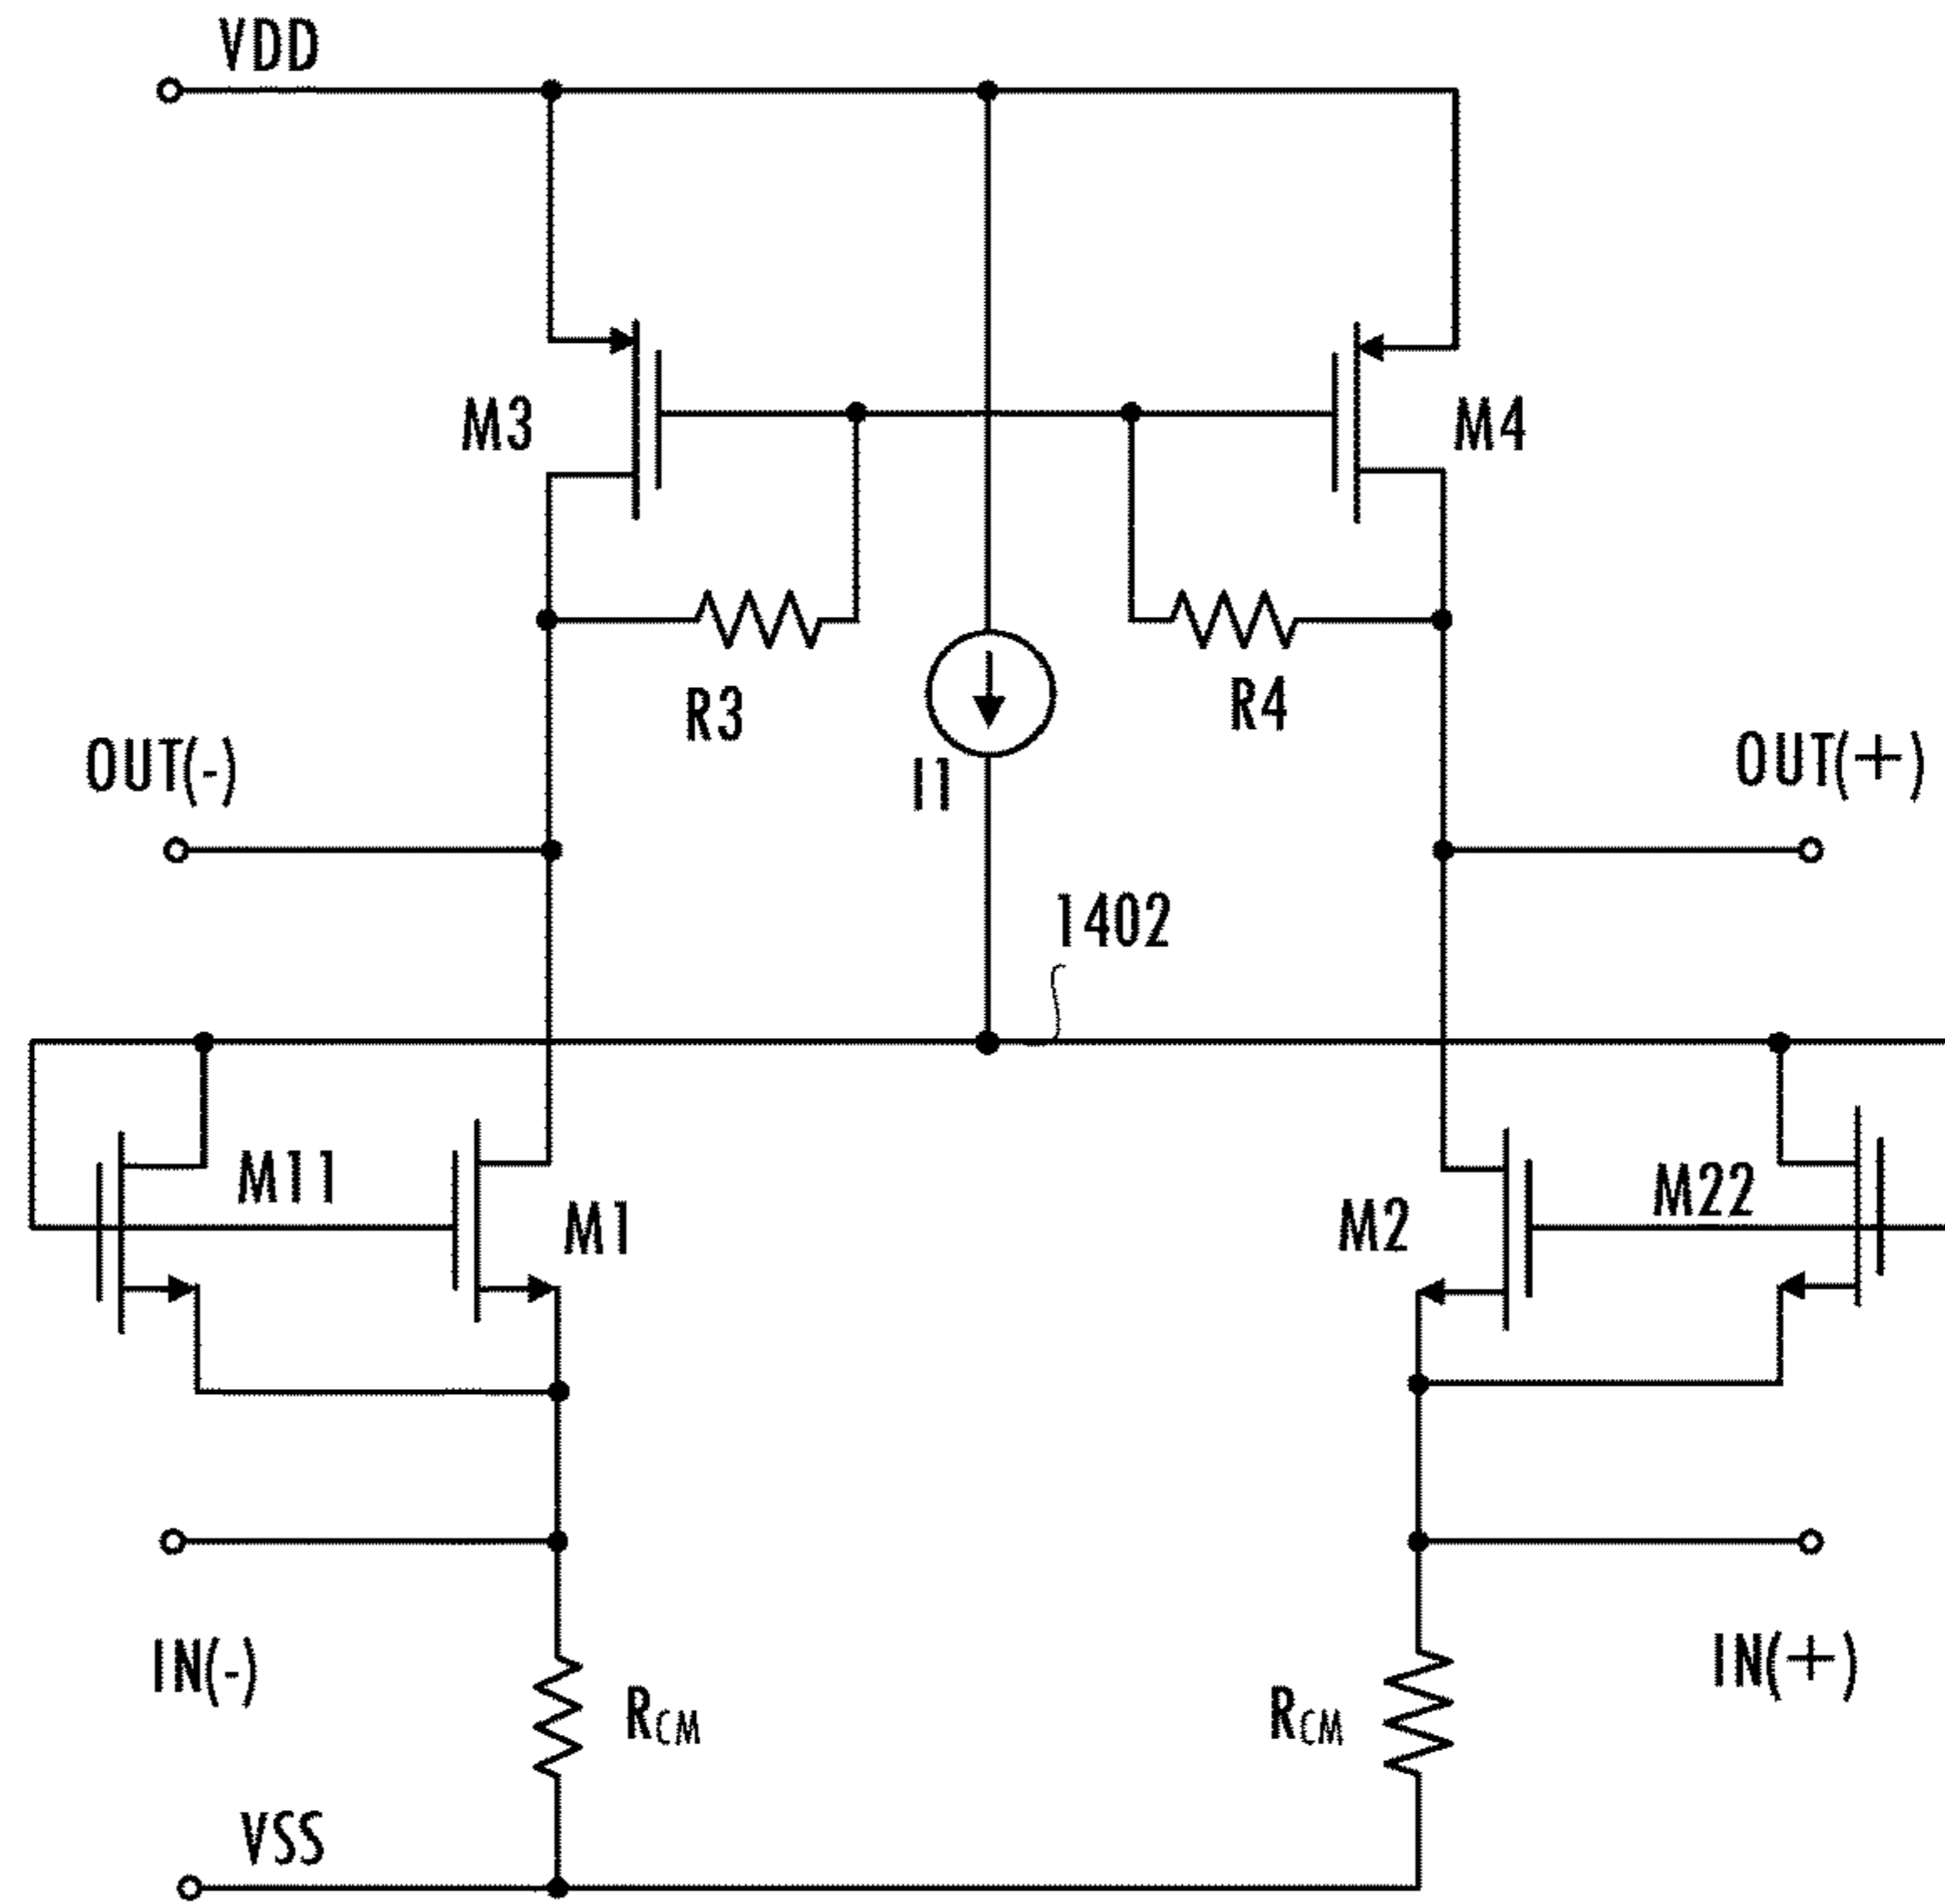 VDD
M3
M4
R3
R4
OUT(-)
I1
OUT(+)
1402
M11
M1
M2
M22
IN(-)
RCM
RCM
IN(+)
VSS